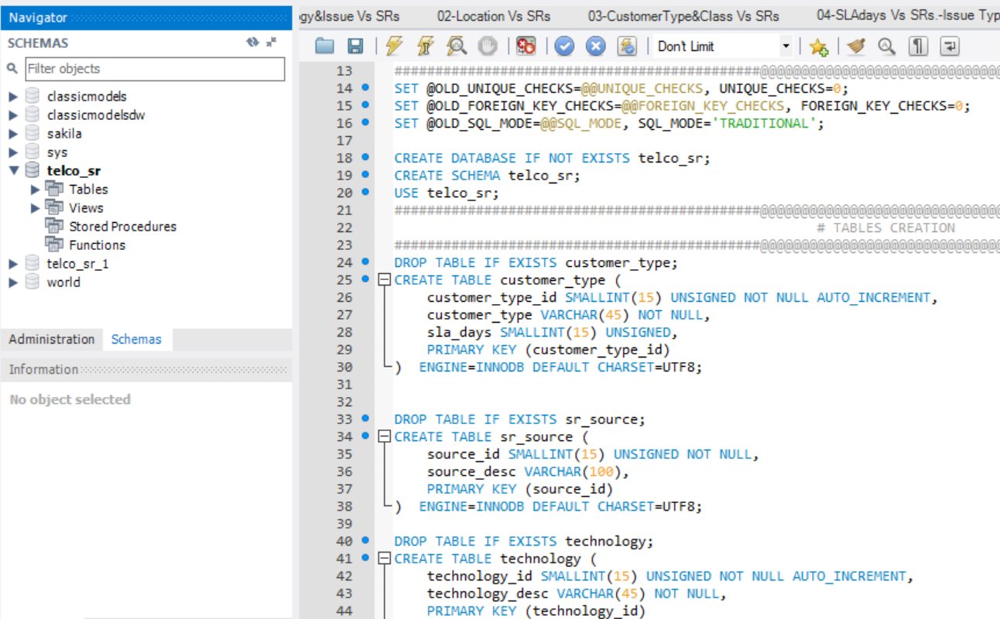 Navigator
SCHEMAS
Filter objects
classicmodels
classicmodelsdw
sakila
sys
telco_sr
Tables
Views
Stored Procedures
Functions
telco_sr_1
world
Administration Schemas
Information
No object selected
gy&Issue Vs SRs 02-Location Vs SRs 03-CustomerType&Class Vs SRs 04-SLAdays Vs SRs.-Issue Typ
Don't Limit
13 #############################################@@@@@@@@@@@@@@@@@@@@@@@@@@@@@@
14 SET @OLD_UNIQUE_CHECKS=@@UNIQUE_CHECKS, UNIQUE_CHECKS=0;
15 SET @OLD_FOREIGN_KEY_CHECKS=@@FOREIGN_KEY_CHECKS, FOREIGN_KEY_CHECKS=0;
16 SET @OLD_SQL_MODE=@@SQL_MODE, SQL_MODE='TRADITIONAL';
17
18 CREATE DATABASE IF NOT EXISTS telco_sr;
19 CREATE SCHEMA telco_sr;
20 USE telco_sr;
21 #############################################@@@@@@@@@@@@@@@@@@@@@@@@@@@@@@
22 # TABLES CREATION
23 #############################################@@@@@@@@@@@@@@@@@@@@@@@@@@@@@@
24 DROP TABLE IF EXISTS customer_type;
25 CREATE TABLE customer_type (
26 customer_type_id SMALLINT(15) UNSIGNED NOT NULL AUTO_INCREMENT,
27 customer_type VARCHAR(45) NOT NULL,
28 sla_days SMALLINT(15) UNSIGNED,
29 PRIMARY KEY (customer_type_id)
30 ) ENGINE=INNODB DEFAULT CHARSET=UTF8;
31
32
33 DROP TABLE IF EXISTS sr_source;
34 CREATE TABLE sr_source (
35 source_id SMALLINT(15) UNSIGNED NOT NULL,
36 source_desc VARCHAR(100),
37 PRIMARY KEY (source_id)
38 ) ENGINE=INNODB DEFAULT CHARSET=UTF8;
39
40 DROP TABLE IF EXISTS technology;
41 CREATE TABLE technology (
42 technology_id SMALLINT(15) UNSIGNED NOT NULL AUTO_INCREMENT,
43 technology_desc VARCHAR(45) NOT NULL,
44 PRIMARY KEY (technology_id)